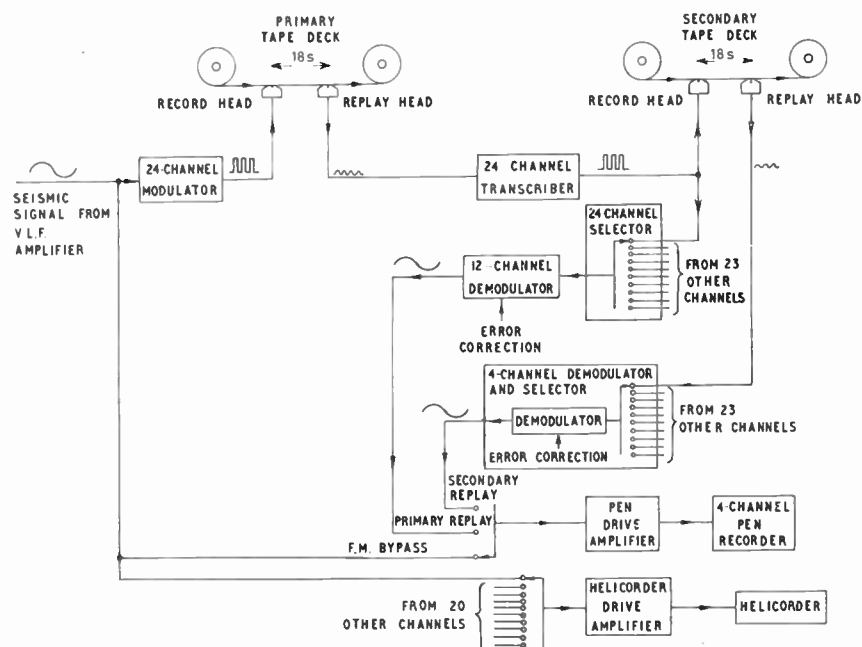 PRIMARY
TAPE DECK
18s
RECORD HEAD
REPLAY HEAD
SECONDARY
TAPE DECK
18s
RECORD HEAD
REPLAY HEAD
24-CHANNEL
MODULATOR
SEISMIC
SIGNAL FROM
V.L.F.
AMPLIFIER
24 CHANNEL
TRANSCRIBER
24 CHANNEL
SELECTOR
FROM 23
OTHER
CHANNELS
12-CHANNEL
DEMODULATOR
ERROR
CORRECTION
4-CHANNEL DEMODULATOR
AND SELECTOR
DEMODULATOR
ERROR CORRECTION
FROM 23
OTHER CHANNELS
SECONDARY
REPLAY
PRIMARY REPLAY
F.M. BYPASS
PEN
DRIVE
AMPLIFIER
4-CHANNEL
PEN
RECORDER
FROM 20
OTHER CHANNELS
HELICORDER
DRIVE
AMPLIFIER
HELICORDER